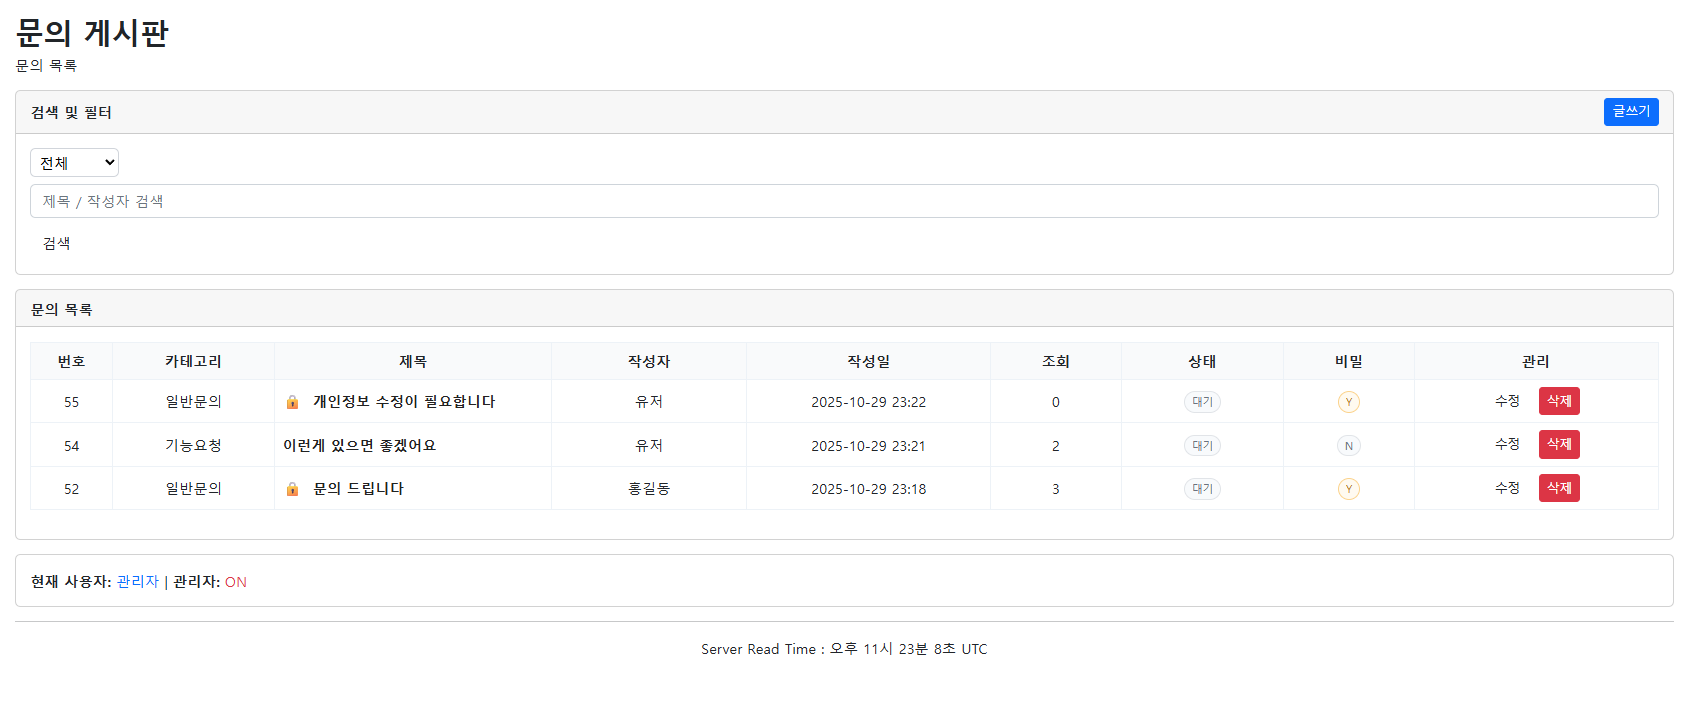 문의 게시판
문의 목록
검색 및 필터 글쓰기
전체
제목 / 작성자 검색
검색
문의 목록
번호 카테고리 제목 작성자 작성일 조회 상태 비밀 관리
55 일반문의 🔒 개인정보 수정이 필요합니다 유저 2025-10-29 23:22 0 대기 Y 수정 삭제
54 기능요청 이런게 있으면 좋겠어요 유저 2025-10-29 23:21 2 대기 N 수정 삭제
52 일반문의 🔒 문의 드립니다 홍길동 2025-10-29 23:18 3 대기 Y 수정 삭제
현재 사용자: 관리자 | 관리자: ON
Server Read Time : 오후 11시 23분 8초 UTC